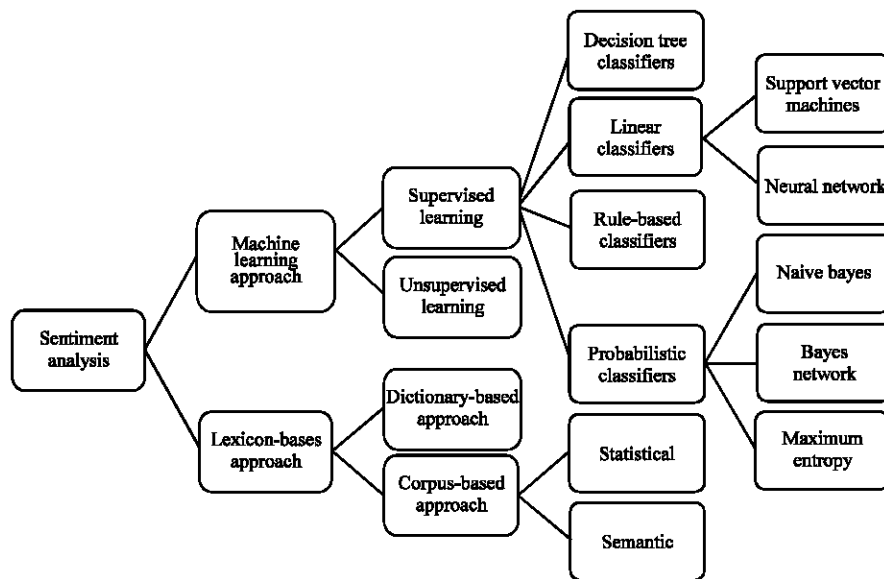 Decision tree
classifiers
Support vector
machines
Linear
classifiers
Supervised
learning
Neural network
Rule-based
classifiers
Machine
learning
approach
Naive bayes
Unsupervised
learning
Sentiment
analysis
Probabilistic
classifiers
Bayes
network
Dictionary-based
approach
Lexicon-bases
approach
Maximum
entropy
Statistical
Corpus-based
approach
Semantic